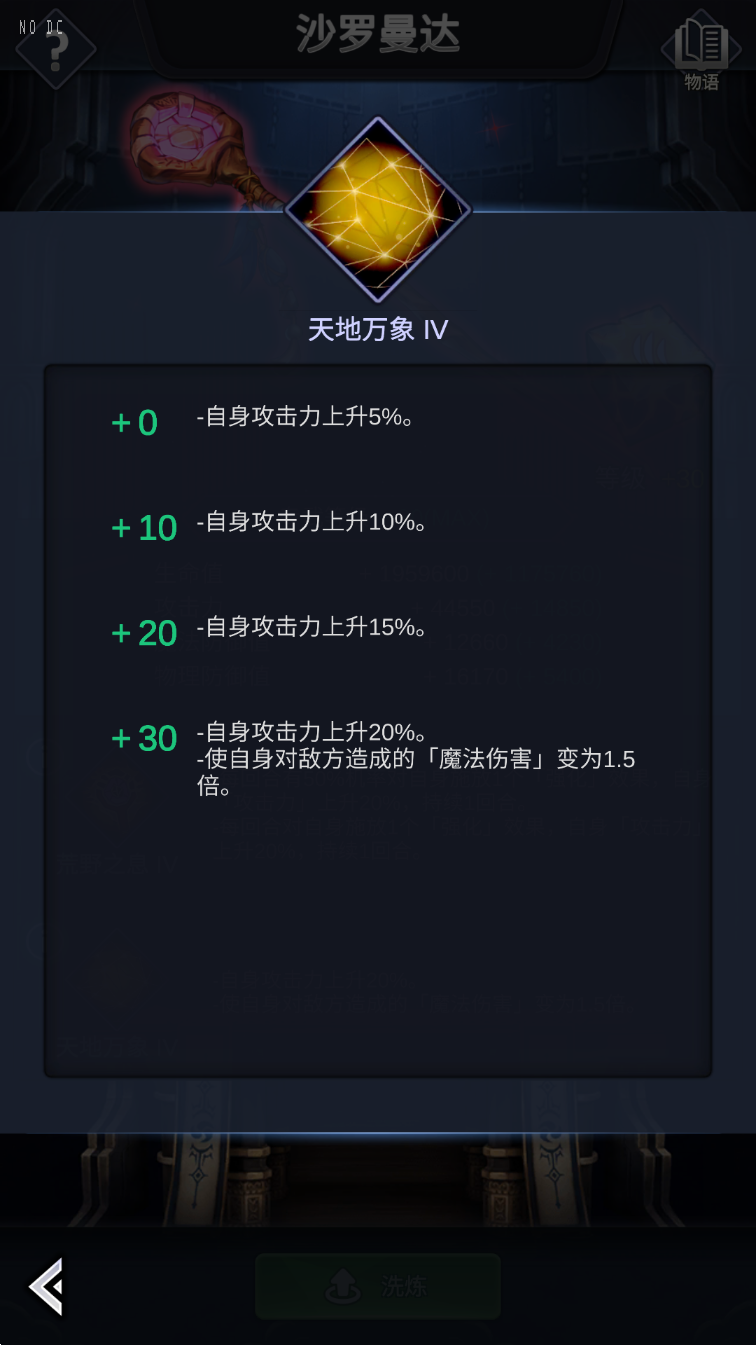 NO DC
沙罗曼达
物语
天地万象 IV
+0
-自身攻击力上升5%。
+10
-自身攻击力上升10%。
+20
-自身攻击力上升15%。
+30
-自身攻击力上升20%。
-使自身对敌方造成的「魔法伤害」变为1.5
倍。
洗炼